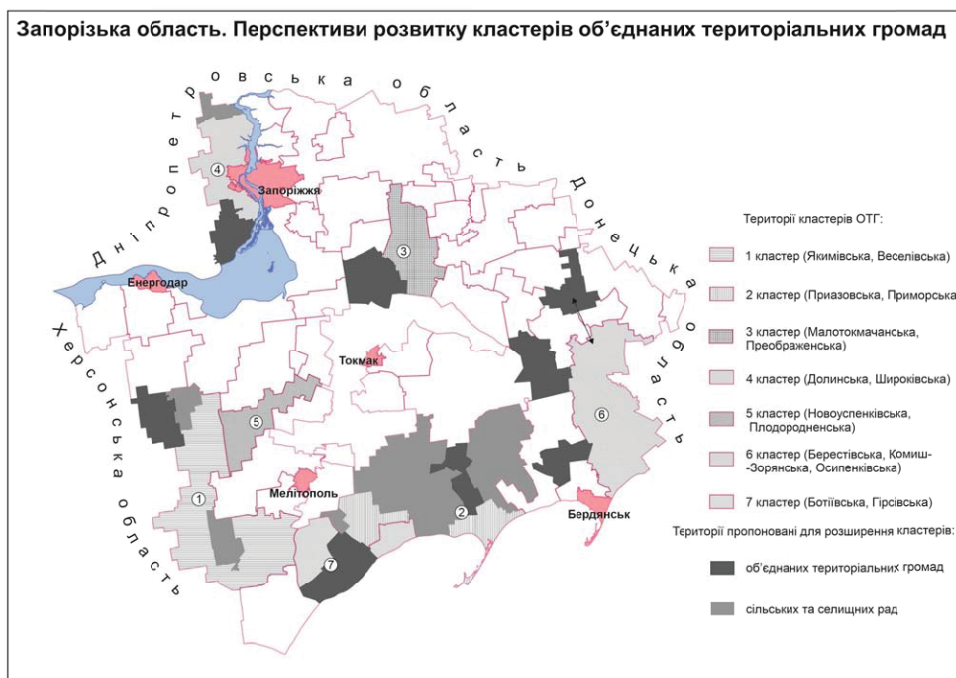 Запорізька область. Перспективи розвитку кластерів об’єднаних територіальних громад
Дніпропетровська область
Донецька область
Херсонська область
4
Запоріжжя
3
Енергодар
Токмак
6
5
Мелітополь
1
2
Бердянськ
7
Території кластерів ОТГ:
1 кластер (Якимівська, Веселівська)
2 кластер (Приазовська, Приморська)
3 кластер (Малотокмачанська,
Преображенська)
4 кластер (Долинська, Широківська)
5 кластер (Новоуспенківська,
Плодородненська)
6 кластер (Берестівська, Комиш-
-Зорянська, Осипенківська)
7 кластер (Ботіївська, Гірсівська)
Території пропоновані для розширення кластерів:
об’єднаних територіальних громад
сільських та селищних рад